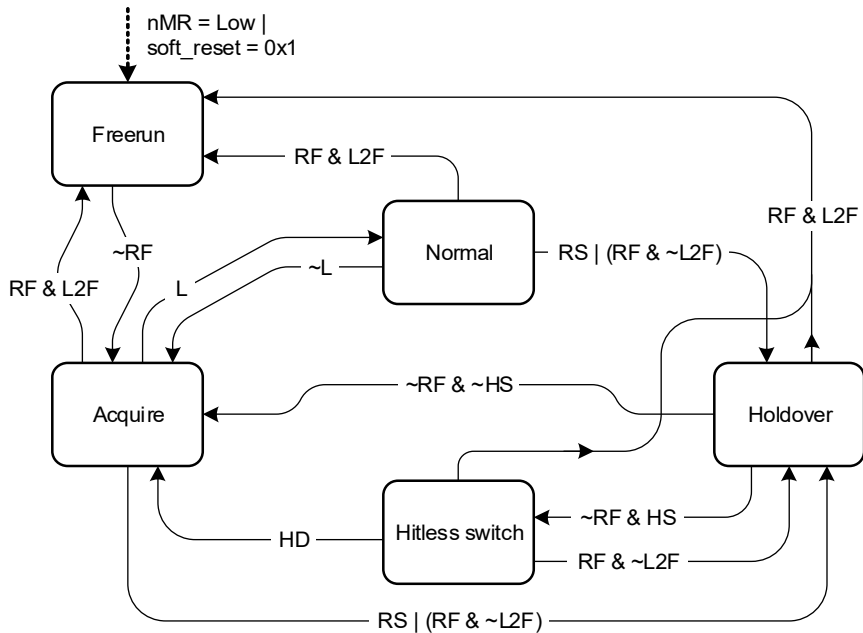 nMR = Low |
soft_reset = 0x1
Freerun
RF & L2F
RF & L2F
~RF
Normal
RS | (RF & ~L2F)
RF & L2F
L
~L
Acquire
~RF & ~HS
Holdover
HD
Hitless switch
~RF & HS
RF & ~L2F
RS | (RF & ~L2F)